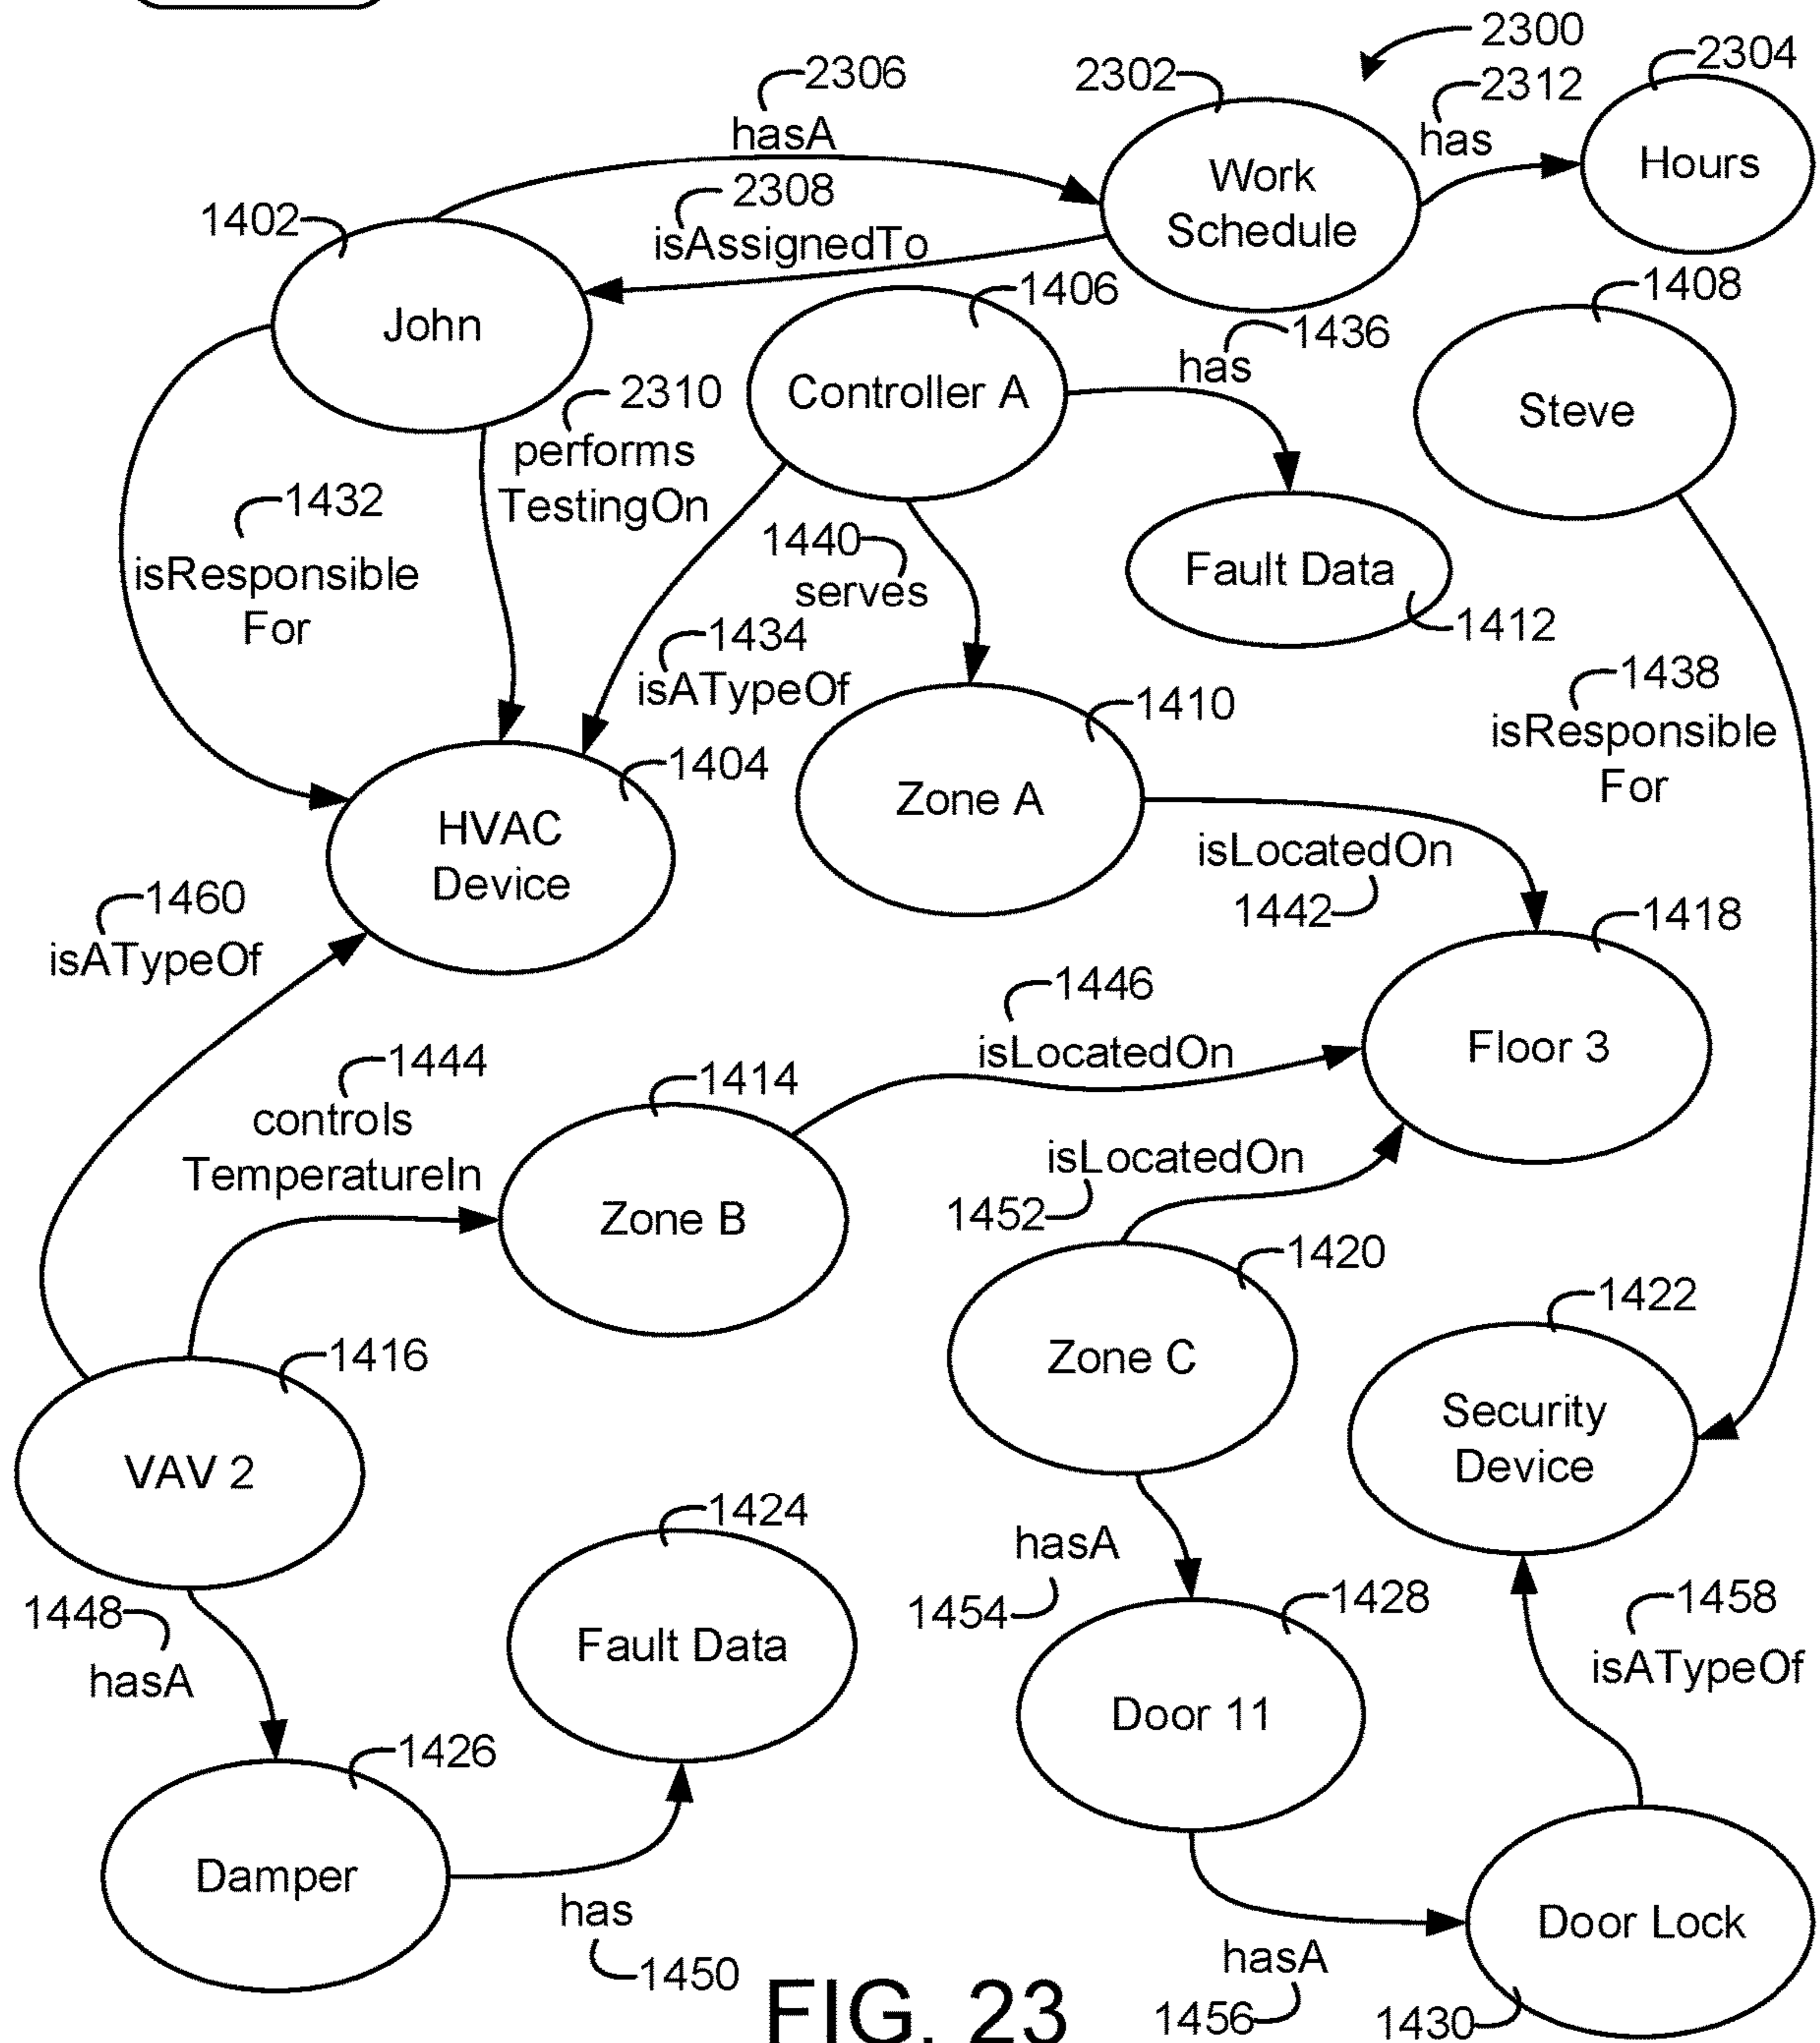 2300
2306
2302
2312
2304
hasA
has
Work
Schedule
Hours
2308
1402
isAssignedTo
1406
1408
John
1436
has
2310
Controller A
Steve
performs
TestingOn
1432
1440
isResponsible
For
serves
Fault Data
1412
1434
isATypeOf
1438
1410
isResponsible
For
1404
Zone A
HVAC
Device
isLocatedOn
1442
1460
1418
isATypeOf
1446
isLocatedOn
Floor 3
1444
1414
controls
TemperatureIn
isLocatedOn
1452
Zone B
1420
1422
1416
Zone C
Security
Device
VAV 2
1424
hasA
1454
1428
1458
1448
hasA
Fault Data
isATypeOf
Door 11
1426
Damper
has
1450
Door Lock
hasA
1456
1430
FIG. 23